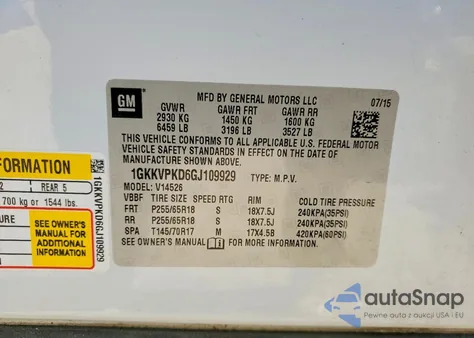 GM
MFD BY GENERAL MOTORS LLC
07/15
GVWR GAWR FRT GAWR RR
2930 KG 1450 KG 1600 KG
6459 LB 3196 LB 3527 LB
THIS VEHICLE CONFORMS TO ALL APPLICABLE U.S. FEDERAL MOTOR
VEHICLE SAFETY STANDARDS IN EFFECT ON THE DATE OF
MANUFACTURE SHOWN ABOVE.
1GKKVPKD6GJ109929 TYPE: M.P.V.
MODEL: V14526
VBBF TIRE SIZE SPEED RTG RIM COLD TIRE PRESSURE
FRT P255/65R18 S 18X7.5J 240KPA(35PSI)
RR P255/65R18 S 18X7.5J 240KPA(35PSI)
SPA T145/70R17 M 17X4.5B 420KPA(60PSI)
SEE OWNER'S MANUAL FOR MORE INFORMATION.
FORMATION
2 REAR 5
700 kg or 1544 lbs.
SURE
SEE OWNER'S
MANUAL FOR
ADDITIONAL
INFORMATION
1GKKVPKD6GJ109929
autoSnap
Pewne auta z USA i EU